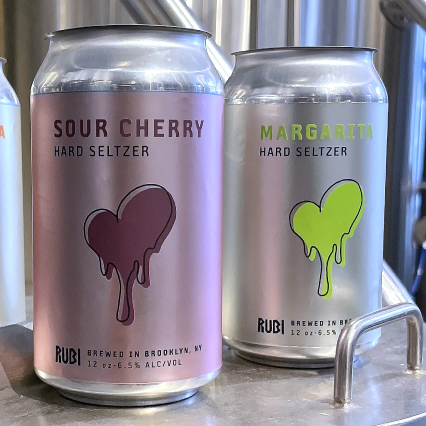 SOUR CHERRY
HARD SELTZER
RUBI
BREWED IN BROOKLYN, NY
12 oz-6.5% ALC/VOL
MARGARITA
HARD SELTZER
RUBI
BREWED IN
12 oz-6.5%